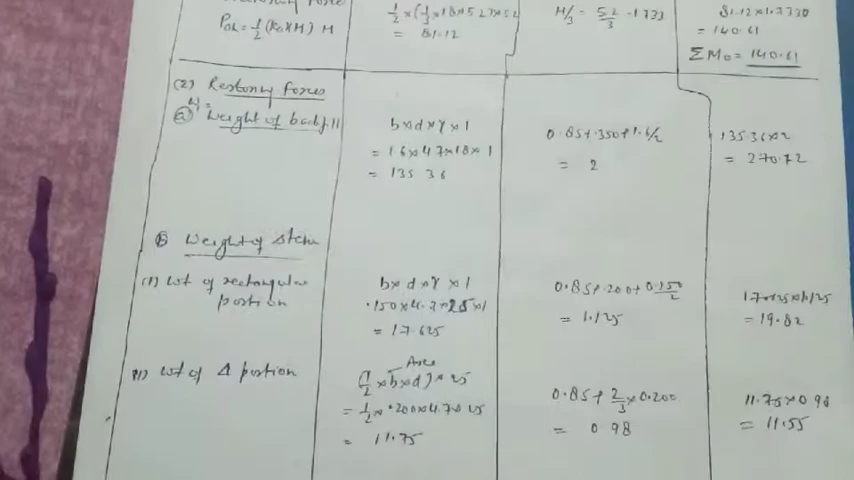 POL = 1/2 (K0 γ H) H
1/2 × (1/3 × 18 × 5.2) × 5.2
= 81.12
H/3 = 5.2/3 = 1.733
81.12 × 1.7330
= 140.61
ΣMo = 140.61
(2) Restoring forces
(a) Weight of backfill
b×d×γ×1
= 1.6×4.7×18×1
= 135.36
0.85+.350+1.6/2
= 2
135.36×2
= 270.72
(b) Weight of stem
(I) wt of rectangular
portion
b×d×γ×1
.150×4.7×25×1
= 17.625
0.85+.200+0.150/2
= 1.125
17.625×1.125
= 19.82
(II) wt of Δ portion
Area
(1/2×b×d)×25
= 1/2×.200×4.7×25
= 11.75
0.85+2/3×0.200
= 0.98
11.75×0.98
= 11.55